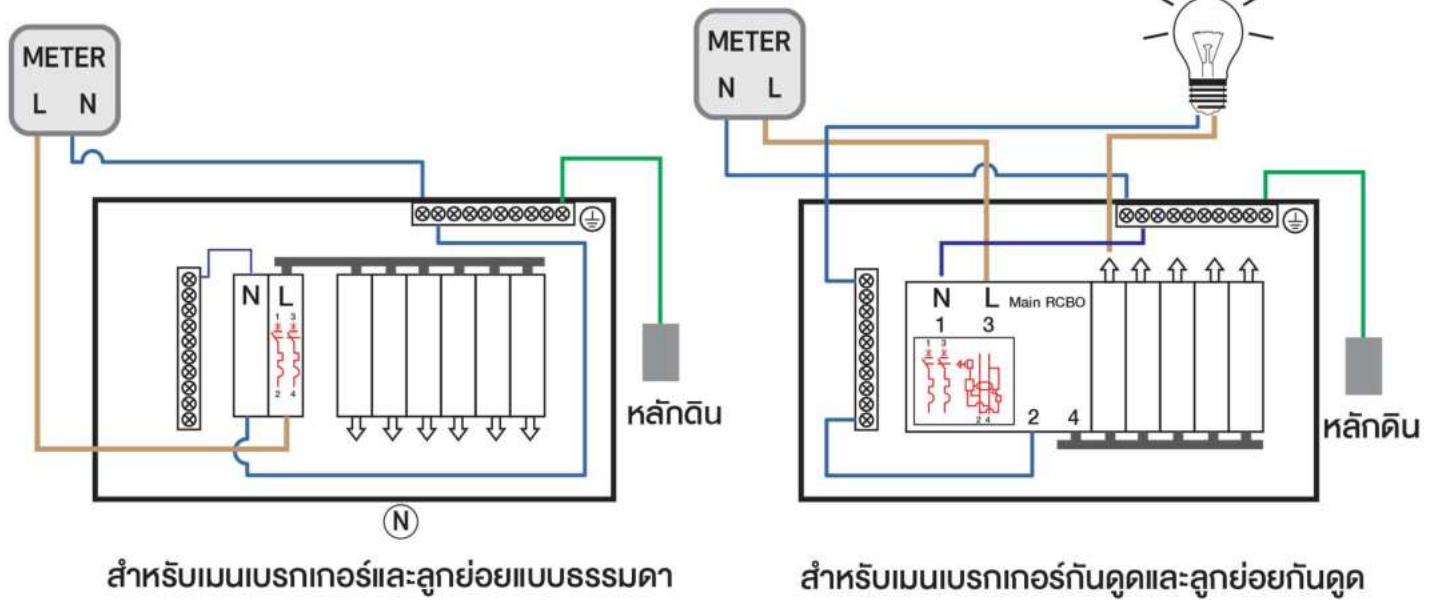 METER
L N
N L
1 3
2 4
หลักดิน
N
สำหรับเมนเบรกเกอร์และลูกย่อยแบบธรรมดา
METER
N L
N L Main RCBO
1 3
1 3
2 4
2 4
หลักดิน
สำหรับเมนเบรกเกอร์กันดูดและลูกย่อยกันดูด